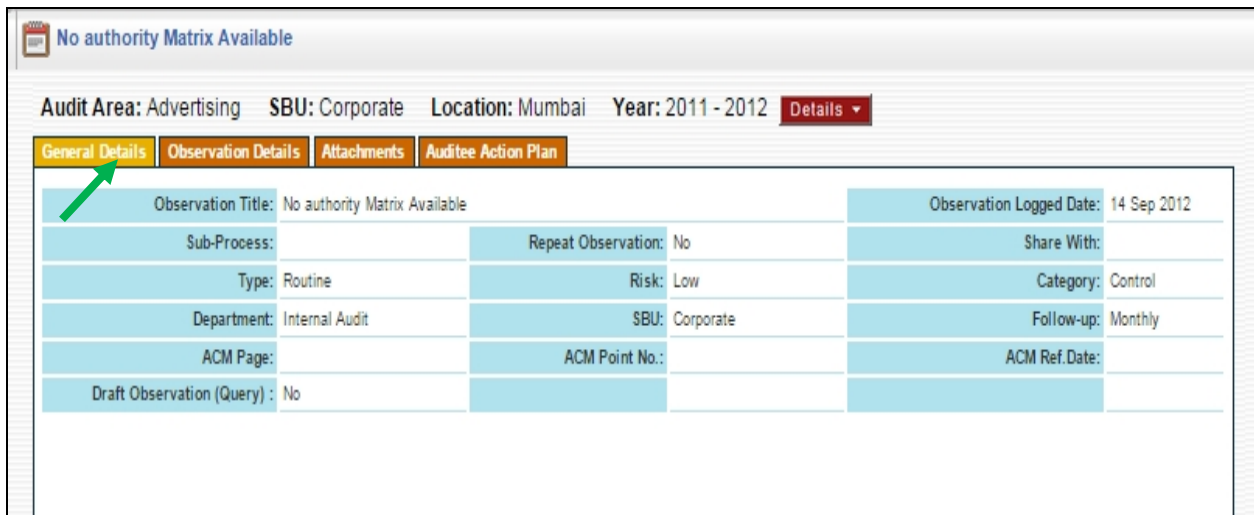 No authority Matrix Available
Audit Area: Advertising SBU: Corporate Location: Mumbai Year: 2011 - 2012 Details
General Details Observation Details Attachments Auditee Action Plan
Observation Title: No authority Matrix Available Observation Logged Date: 14 Sep 2012
Sub-Process: Repeat Observation: No Share With:
Type: Routine Risk: Low Category: Control
Department: Internal Audit SBU: Corporate Follow-up: Monthly
ACM Page: ACM Point No.: ACM Ref.Date:
Draft Observation (Query) : No